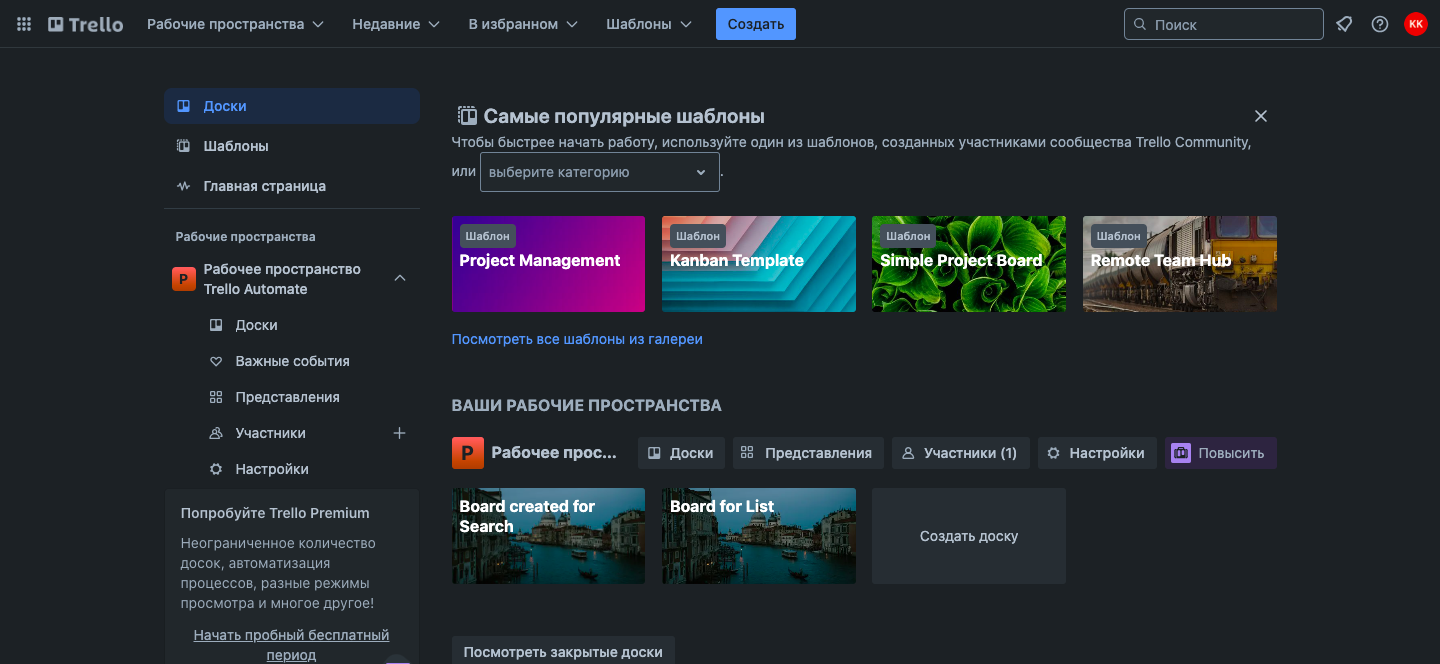 Trello
Рабочие пространства
Недавние
В избранном
Шаблоны
Создать
Поиск
КК
Доски
Шаблоны
Главная страница
Рабочие пространства
Р
Рабочее пространство
Trello Automate
Доски
Важные события
Представления
Участники
Настройки
Попробуйте Trello Premium
Неограниченное количество
досок, автоматизация
процессов, разные режимы
просмотра и многое другое!
Начать пробный бесплатный
период
Самые популярные шаблоны
Чтобы быстрее начать работу, используйте один из шаблонов, созданных участниками сообщества Trello Community,
или выберите категорию .
Шаблон
Project Management
Шаблон
Kanban Template
Шаблон
Simple Project Board
Шаблон
Remote Team Hub
Посмотреть все шаблоны из галереи
ВАШИ РАБОЧИЕ ПРОСТРАНСТВА
Р
Рабочее прос...
Доски
Представления
Участники (1)
Настройки
Повысить
Board created for
Search
Board for List
Создать доску
Посмотреть закрытые доски